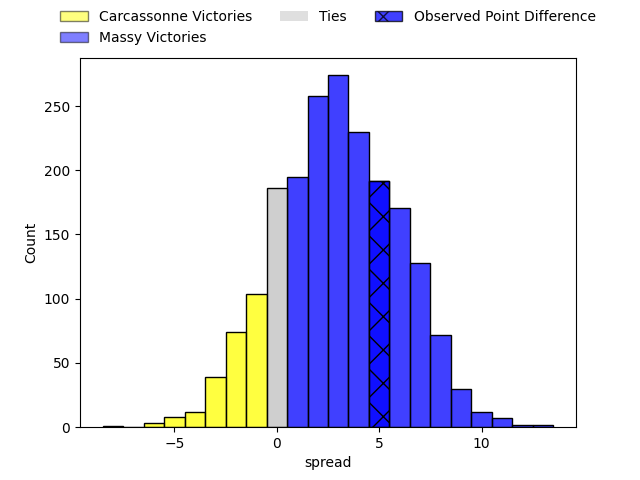 Carcassonne Victories
Massy Victories
Ties
Observed Point Difference
Count
250
200
150
100
50
0
−5
0
5
10
spread